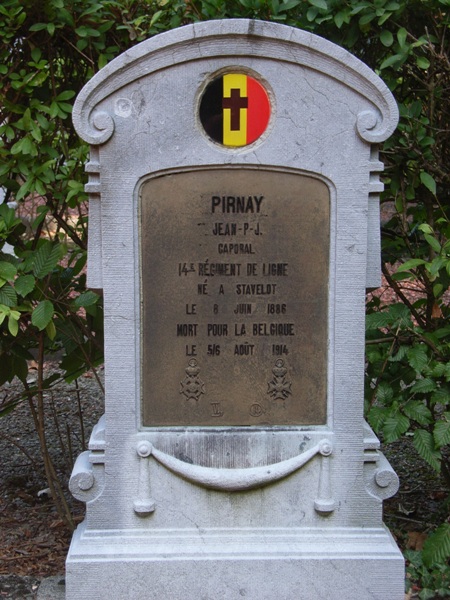 PIRNAY
JEAN-P-J.
CAPORAL
14E RÉGIMENT DE LIGNE
NÉ A STAVELOT
LE 8 JUIN 1886
MORT POUR LA BELGIQUE
LE 5/6 AOÛT 1914